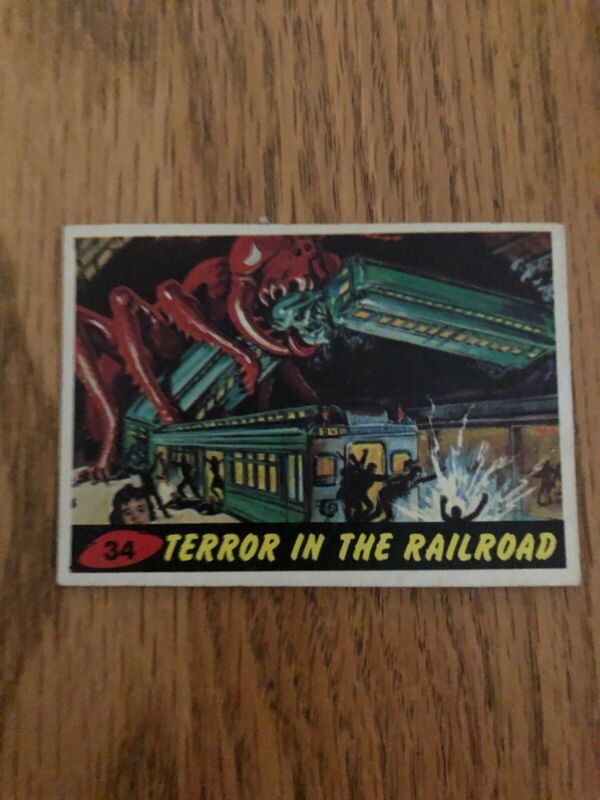 34 TERROR IN THE RAILROAD